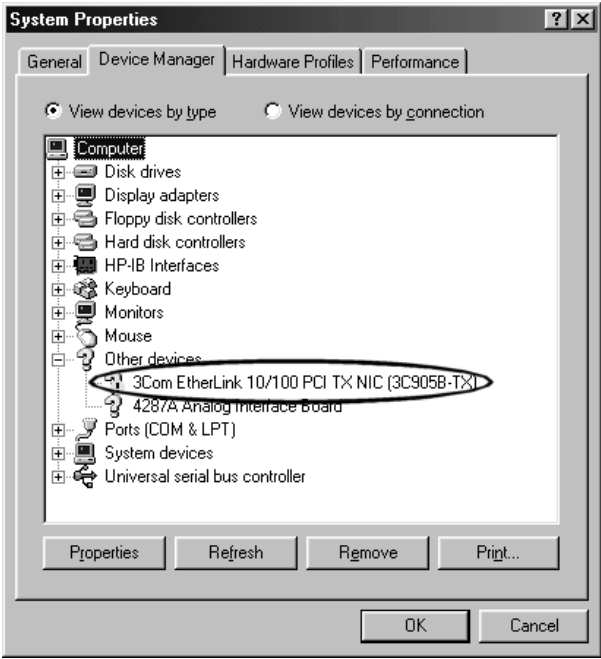 System Properties
General Device Manager Hardware Profiles Performance
View devices by type View devices by connection
Computer
Disk drives
Display adapters
Floppy disk controllers
Hard disk controllers
HP-IB Interfaces
Keyboard
Monitors
Mouse
Other devices
3Com EtherLink 10/100 PCI TX NIC (3C905B-TX)
4287A Analog Interface Board
Ports (COM & LPT)
System devices
Universal serial bus controller
Properties Refresh Remove Print...
OK Cancel